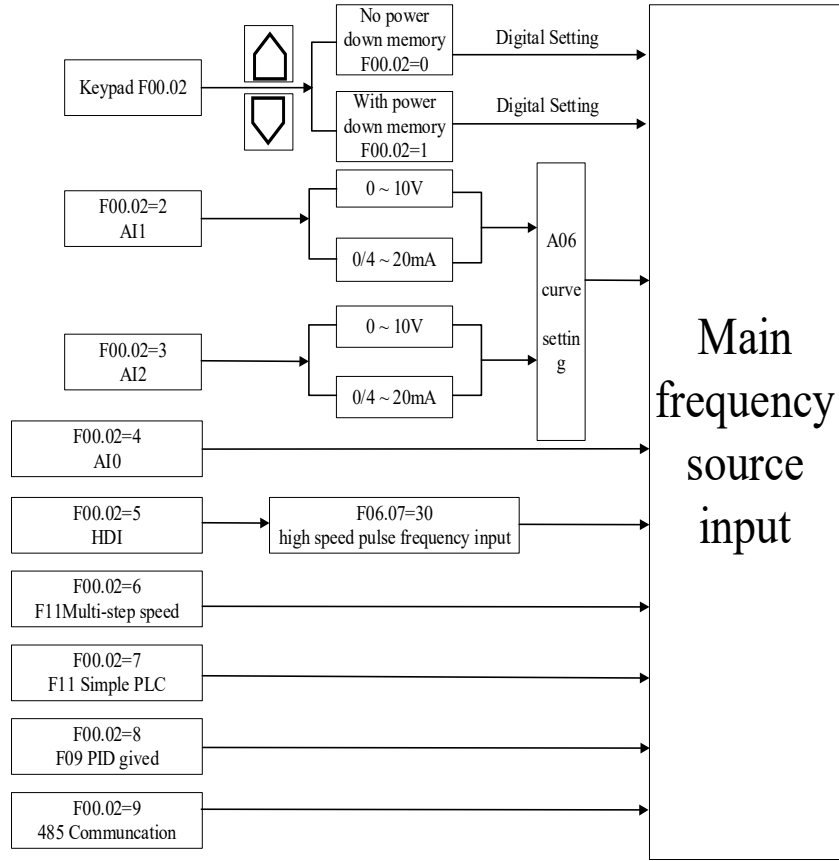 No power
down memory
F00.02=0
Digital Setting
Keypad F00.02
With power
down memory
F00.02=1
Digital Setting
F00.02=2
AI1
0 ~ 10V
0/4 ~ 20mA
A06
curve
settin
g
F00.02=3
AI2
0 ~ 10V
0/4 ~ 20mA
F00.02=4
AI0
F00.02=5
HDI
F06.07=30
high speed pulse frequency input
F00.02=6
F11Multi-step speed
F00.02=7
F11 Simple PLC
F00.02=8
F09 PID gived
F00.02=9
485 Communcation
Main
frequency
source
input